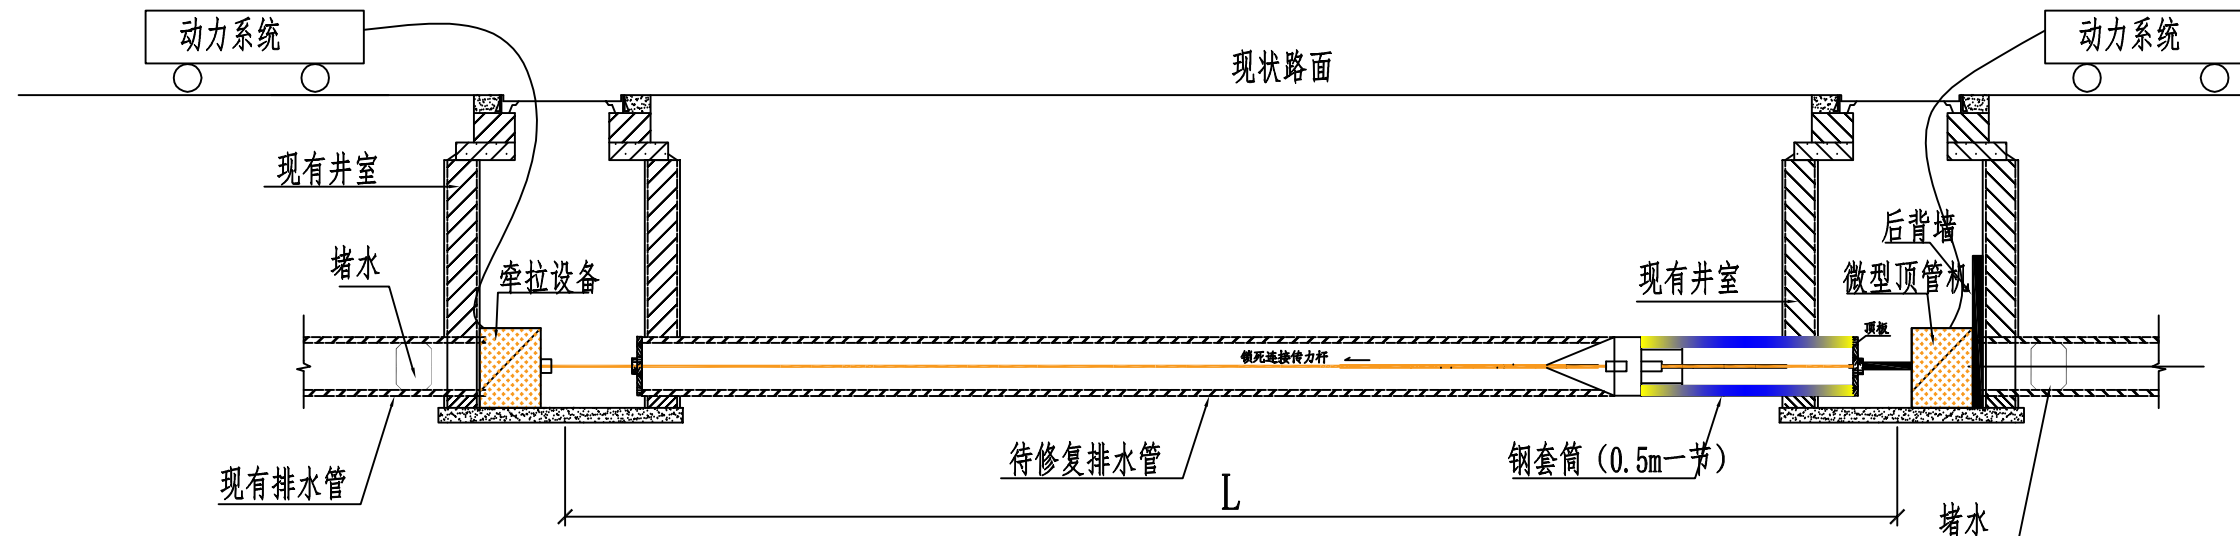 动力系统
动力系统
现状路面
现有井室
后背墙
堵水
牵拉设备
现有井室
微型顶管机
顶板
锁死连接传力杆
待修复排水管
钢套筒（0.5m一节）
现有排水管
L
堵水